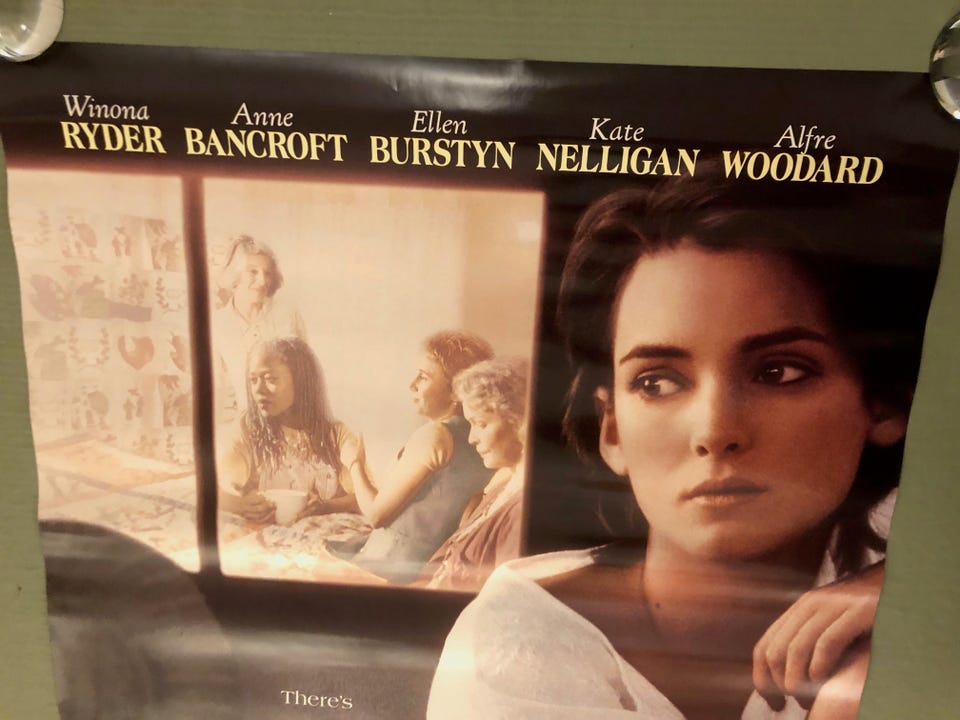 Winona Anne Ellen Kate Alfre
RYDER BANCROFT BURSTYN NELLIGAN WOODARD
There's